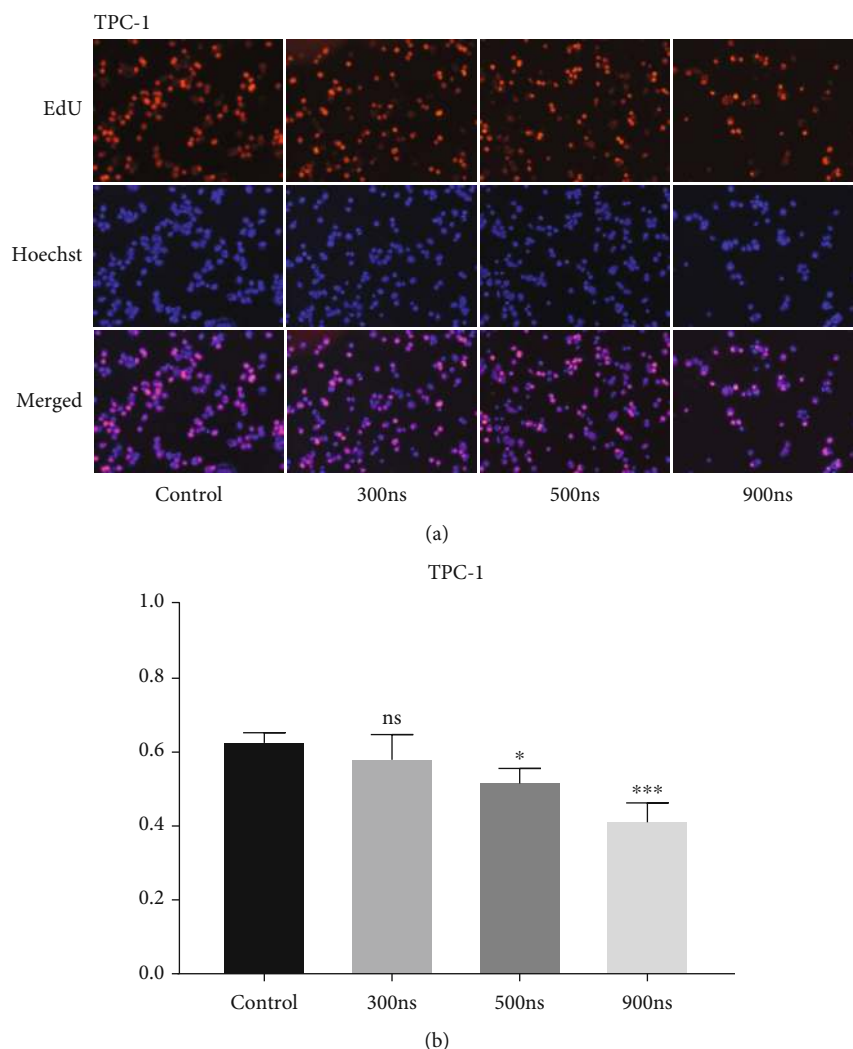 TPC-1
EdU
Hoechst
Merged
Control 300ns 500ns 900ns
(a)
TPC-1
1.0
0.8
0.6
0.4
0.2
0.0
ns
*
***
Control 300ns 500ns 900ns
(b)